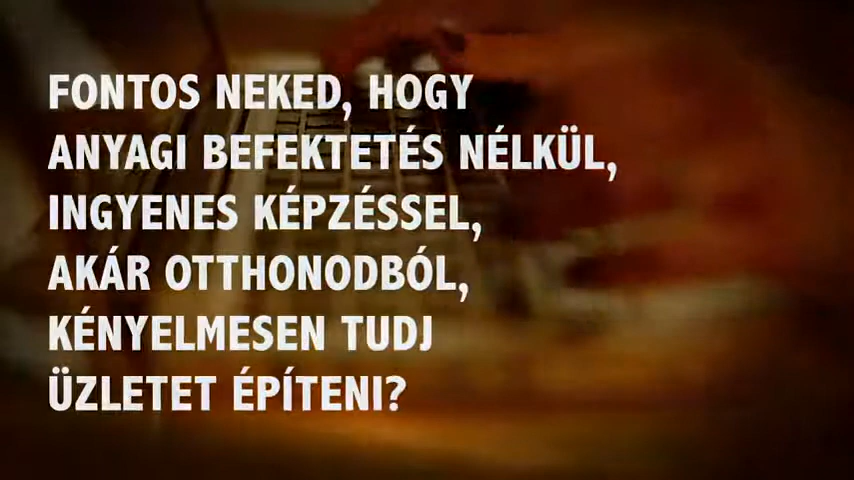 FONTOS NEKED, HOGY
ANYAGI BEFEKTETÉS NÉLKÜL,
INGYENES KÉPZÉSSEL,
AKÁR OTTHONODBÓL,
KÉNYELMESEN TUDJ
ÜZLETET ÉPÍTENI?